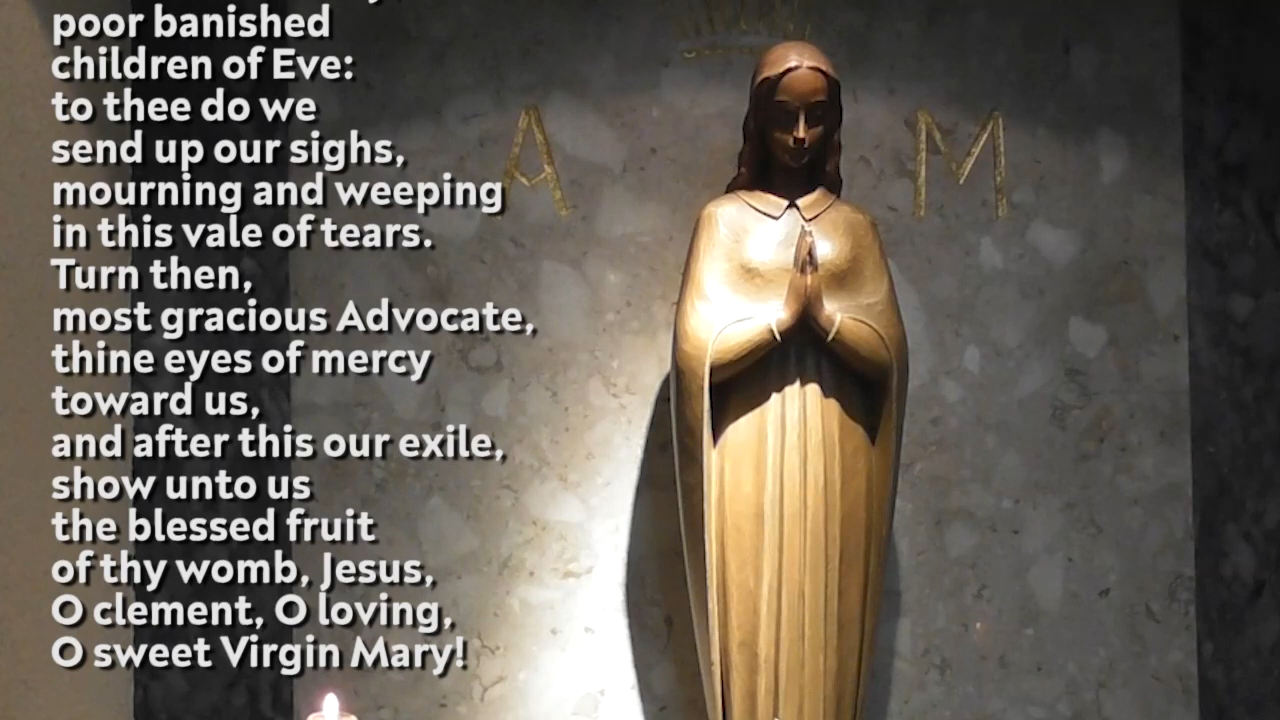 poor banished
children of Eve:
to thee do we
send up our sighs,
mourning and weeping
in this vale of tears.
Turn then,
most gracious Advocate,
thine eyes of mercy
toward us,
and after this our exile,
show unto us
the blessed fruit
of thy womb, Jesus,
O clement, O loving,
O sweet Virgin Mary!
A M